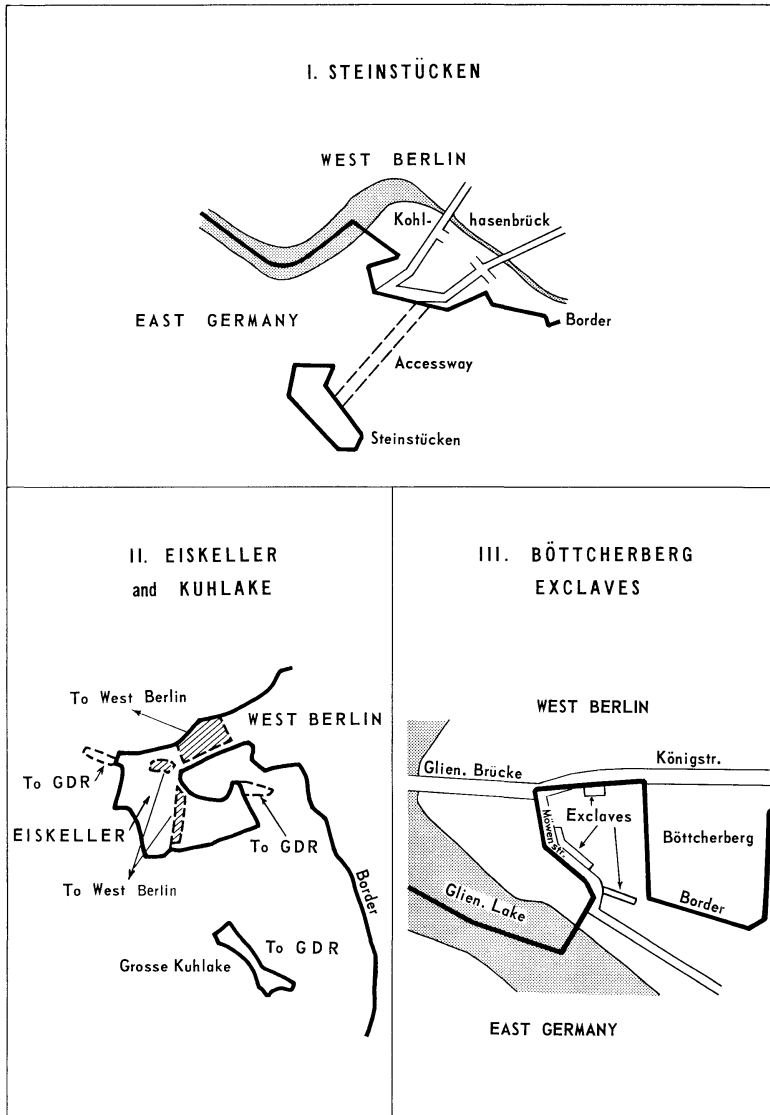 I. STEINSTÜCKEN
WEST BERLIN
Kohl- hasenbrück
EAST GERMANY
Border
Accessway
Steinstücken
II. EISKELLER
and KUHLAKE
To West Berlin
WEST BERLIN
To GDR
EISKELLER
To GDR
To West Berlin
Border
To GDR
Grosse Kuhlake
III. BÖTTCHERBERG
EXCLAVES
WEST BERLIN
Königstr.
Glien. Brücke
Exclaves
Möwenstr.
Böttcherberg
Glien. Lake
Border
EAST GERMANY